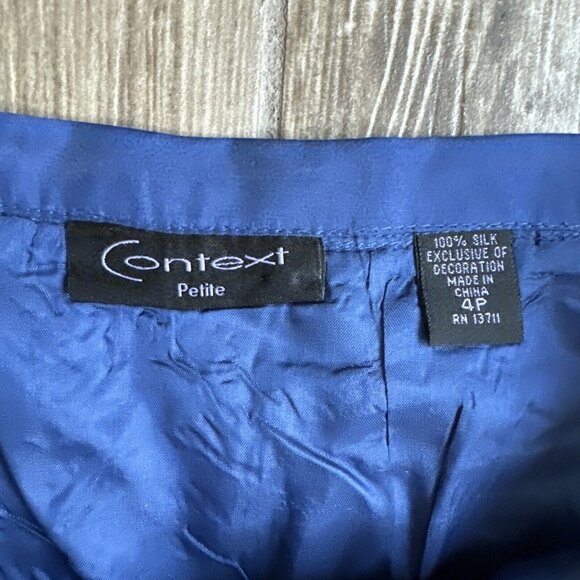 Context
Petite
100% SILK
EXCLUSIVE OF
DECORATION
MADE IN
CHINA
4P
RN 13711